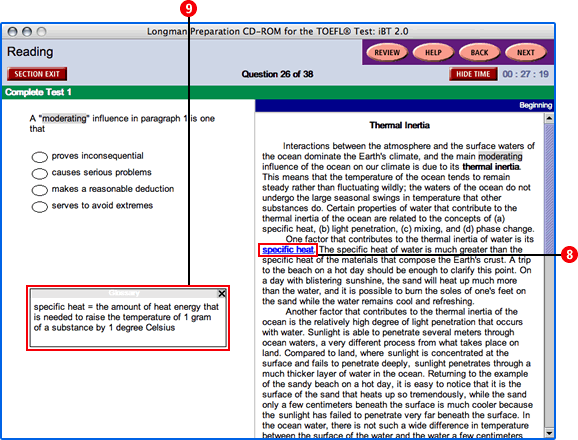 9
Longman Preparation CD-ROM for the TOEFL® Test: iBT 2.0
Reading
REVIEW HELP BACK NEXT
SECTION EXIT
Question 26 of 38
HIDE TIME 00 : 27 : 19
Complete Test 1
Beginning
A "moderating" influence in paragraph 1 is one
that
proves inconsequential
causes serious problems
makes a reasonable deduction
serves to avoid extremes
Glossary
specific heat = the amount of heat energy that
is needed to raise the temperature of 1 gram
of a substance by 1 degree Celsius
Thermal Inertia
Interactions between the atmosphere and the surface waters of
the ocean dominate the Earth's climate, and the main moderating
influence of the ocean on our climate is due to its thermal inertia.
This means that the temperature of the ocean tends to remain
steady rather than fluctuating wildly; the waters of the ocean do not
undergo the large seasonal swings in temperature that other
substances do. Certain properties of water that contribute to the
thermal inertia of the ocean are related to the concepts of (a)
specific heat, (b) light penetration, (c) mixing, and (d) phase change.
One factor that contributes to the thermal inertia of water is its
specific heat. The specific heat of water is much greater than the
specific heat of the materials that compose the Earth's crust. A trip
to the beach on a hot day should be enough to clarify this point. On
a day with blistering sunshine, the sand will heat up much more
than the water, and it is possible to burn the soles of one's feet on
the sand while the water remains cool and refreshing.
Another factor that contributes to the thermal inertia of the
ocean is the relatively high degree of light penetration that occurs
with water. Sunlight is able to penetrate several meters through
ocean waters, a very different process from what takes place on
land. Compared to land, where sunlight is concentrated at the
surface and fails to penetrate deeply, sunlight penetrates through a
much thicker layer of water in the ocean. Returning to the example
of the sandy beach on a hot day, it is easy to notice that it is the
surface of the sand that heats up so tremendously, while the sand
only a few centimeters beneath the surface is much cooler because
the sunlight has failed to penetrate very far beneath the surface. In
the ocean water, there is not such a wide difference in temperature
between the surface of the water and the water a few centimeters
8